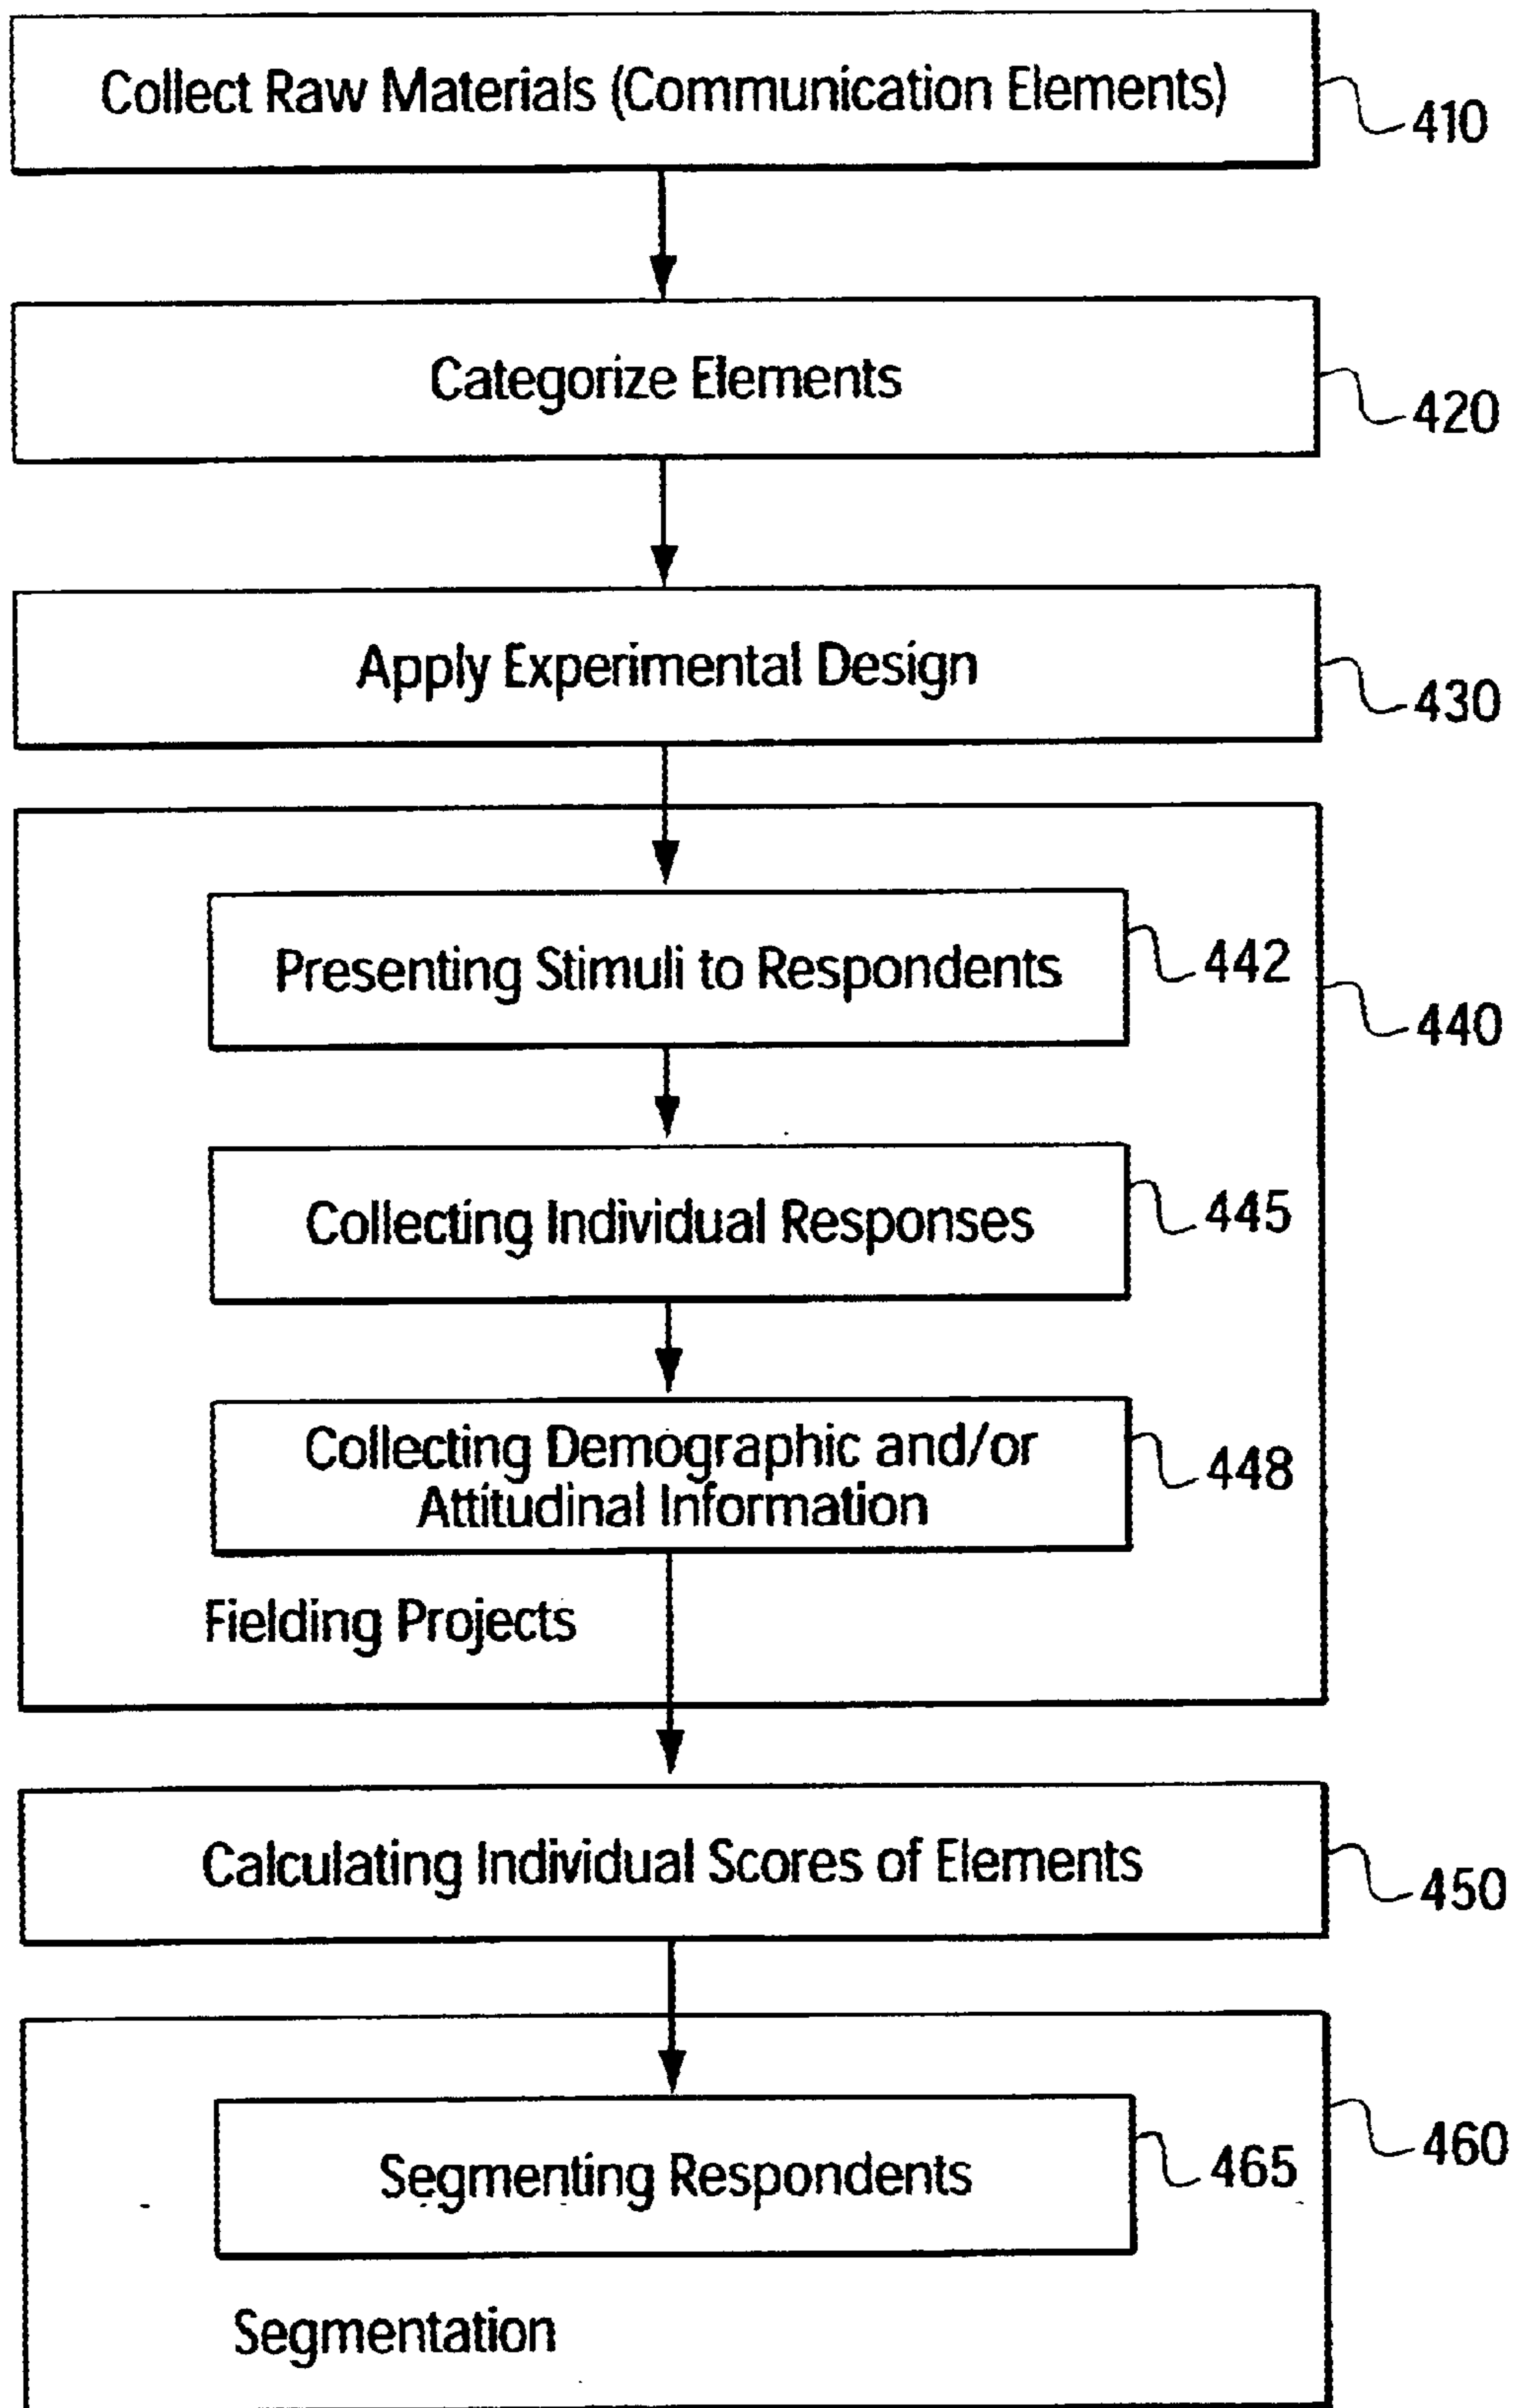 Collect Raw Materials (Communication Elements)
410
Categorize Elements
420
Apply Experimental Design
430
Presenting Stimuli to Respondents
442
440
Collecting Individual Responses
445
Collecting Demographic and/or
Attitudinal Information
448
Fielding Projects
Calculating Individual Scores of Elements
450
Segmenting Respondents
465
460
Segmentation